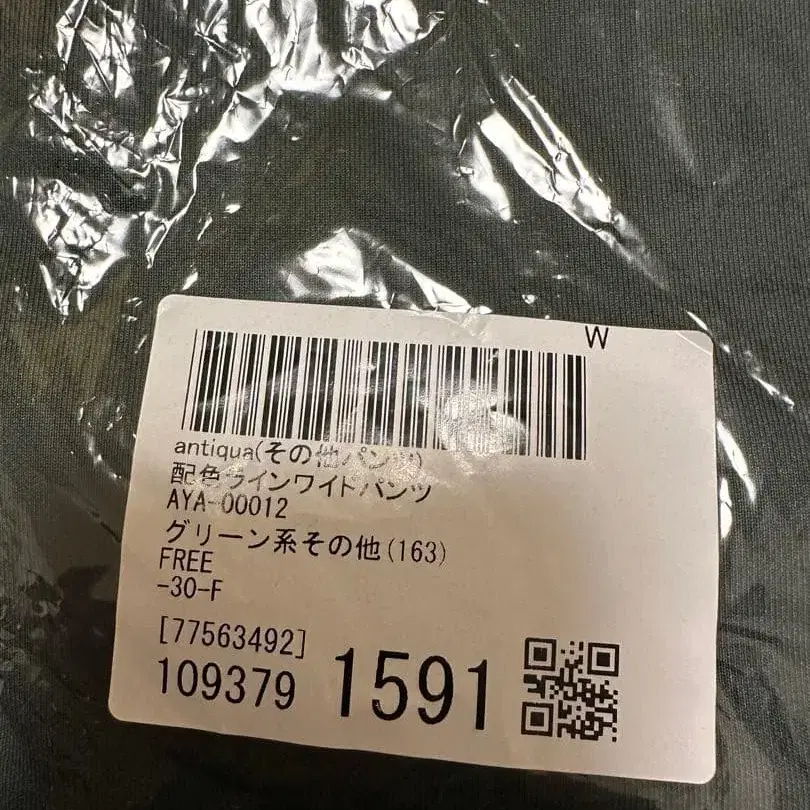 W
antiqua(その他パンツ)
配色ラインワイドパンツ
AYA-00012
グリーン系その他(163)
FREE
-30-F
[77563492]
109379 1591